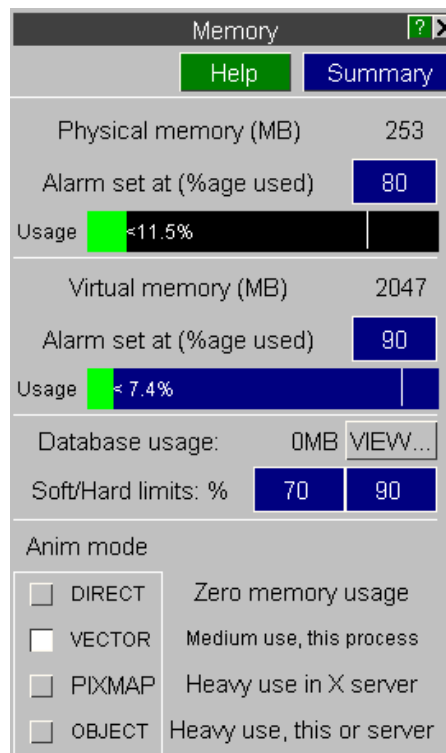 Memory ? X
Help Summary
Physical memory (MB) 253
Alarm set at (%age used) 80
Usage <11.5%
Virtual memory (MB) 2047
Alarm set at (%age used) 90
Usage < 7.4%
Database usage: 0MB VIEW...
Soft/Hard limits: % 70 90
Anim mode
DIRECT Zero memory usage
VECTOR Medium use, this process
PIXMAP Heavy use in X server
OBJECT Heavy use, this or server